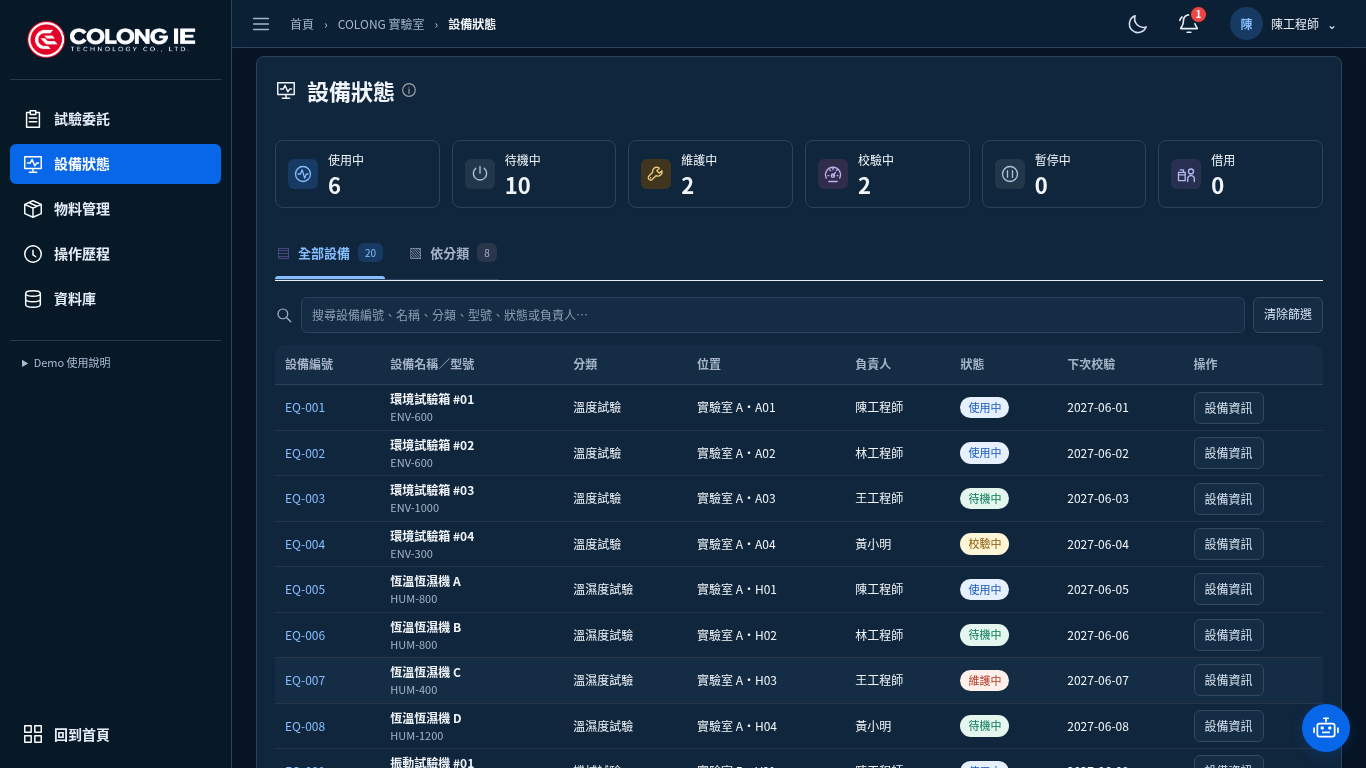 COLONG IE
TECHNOLOGY CO., LTD.
試驗委託
設備狀態
物料管理
操作歷程
資料庫
Demo 使用說明
回到首頁
首頁 › COLONG 實驗室 › 設備狀態
1
陳 陳工程師
設備狀態
使用中
6
待機中
10
維護中
2
校驗中
2
暫停中
0
借用
0
全部設備 20
依分類 8
搜尋設備編號、名稱、分類、型號、狀態或負責人…
清除篩選
設備編號 設備名稱／型號 分類 位置 負責人 狀態 下次校驗 操作
EQ-001 環境試驗箱 #01 ENV-600 溫度試驗 實驗室 A・A01 陳工程師 使用中 2027-06-01 設備資訊
EQ-002 環境試驗箱 #02 ENV-600 溫度試驗 實驗室 A・A02 林工程師 使用中 2027-06-02 設備資訊
EQ-003 環境試驗箱 #03 ENV-1000 溫度試驗 實驗室 A・A03 王工程師 待機中 2027-06-03 設備資訊
EQ-004 環境試驗箱 #04 ENV-300 溫度試驗 實驗室 A・A04 黃小明 校驗中 2027-06-04 設備資訊
EQ-005 恆溫恆濕機 A HUM-800 溫濕度試驗 實驗室 A・H01 陳工程師 使用中 2027-06-05 設備資訊
EQ-006 恆溫恆濕機 B HUM-800 溫濕度試驗 實驗室 A・H02 林工程師 待機中 2027-06-06 設備資訊
EQ-007 恆溫恆濕機 C HUM-400 溫濕度試驗 實驗室 A・H03 王工程師 維護中 2027-06-07 設備資訊
EQ-008 恆溫恆濕機 D HUM-1200 溫濕度試驗 實驗室 A・H04 黃小明 待機中 2027-06-08 設備資訊
振動試驗機 #01